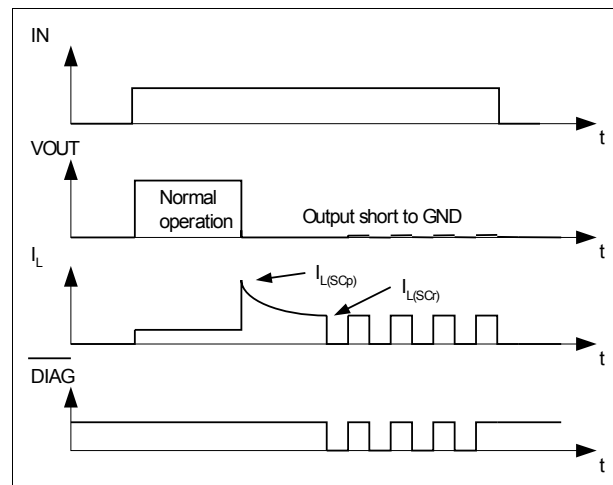 IN
t
VOUT
Normal
operation
Output short to GND
t
I_L
I_L(SCp)
I_L(SCr)
t
DIAG
t